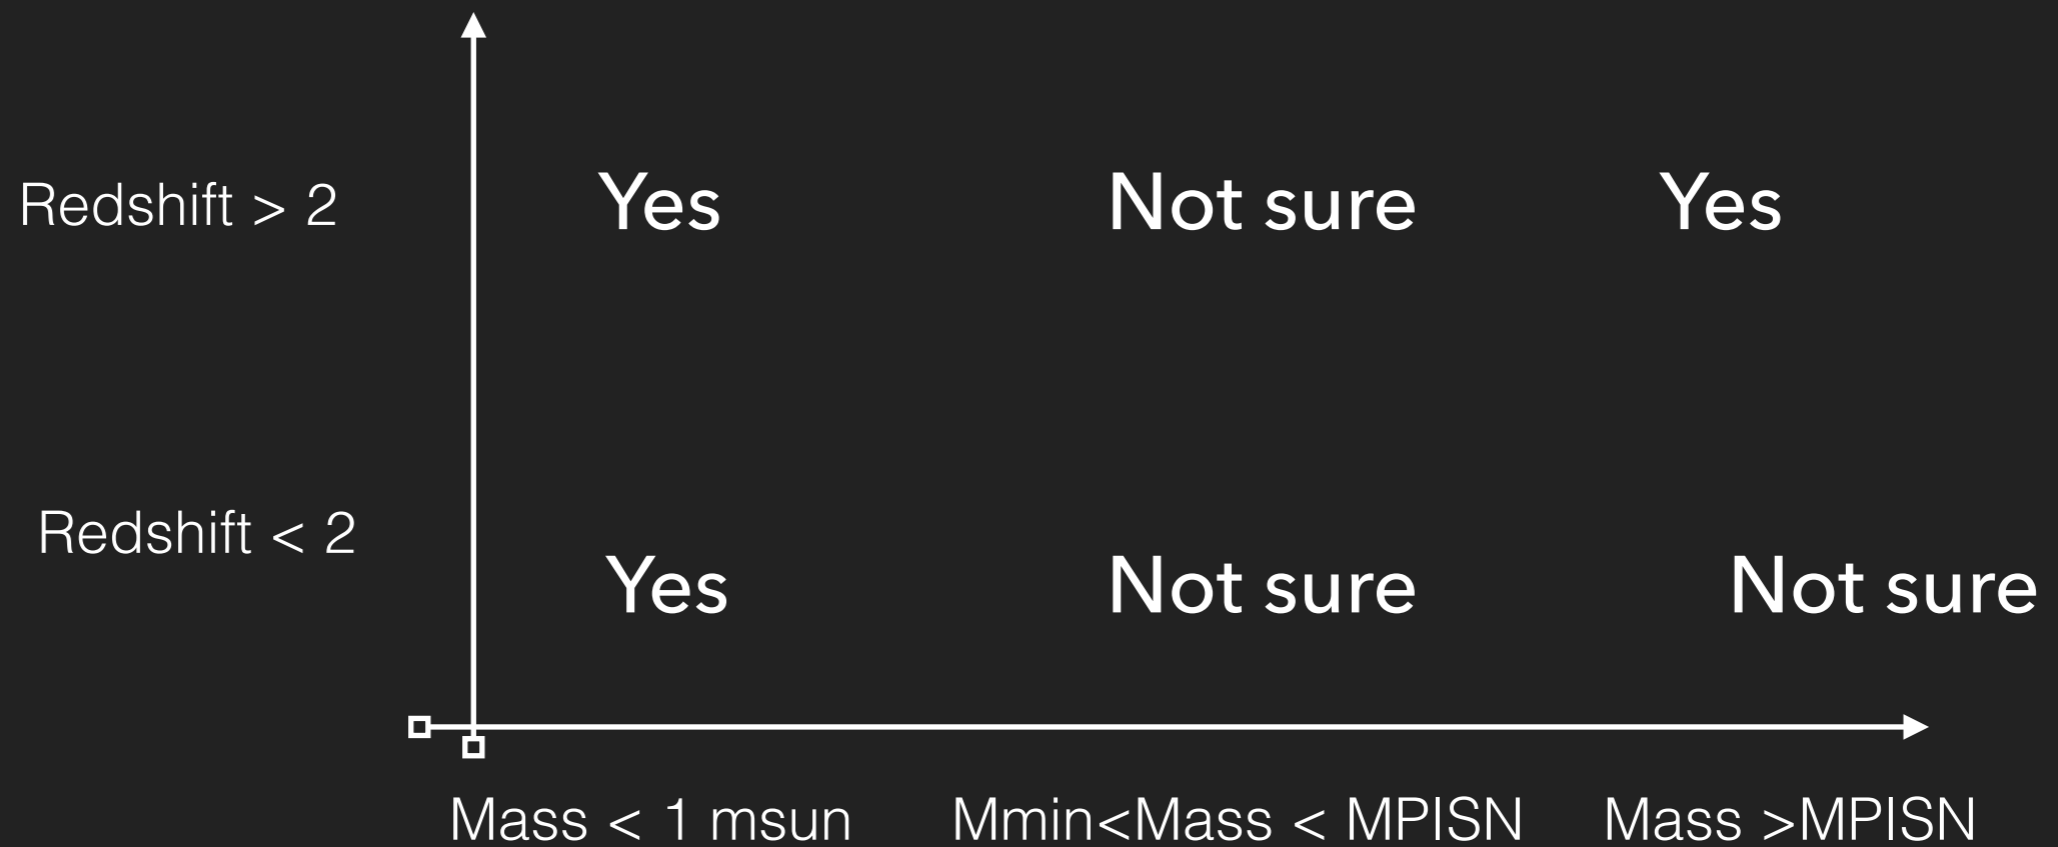 Redshift > 2 Yes Not sure Yes
Redshift < 2 Yes Not sure Not sure
Mass < 1 msun Mmin<Mass < MPISN Mass >MPISN